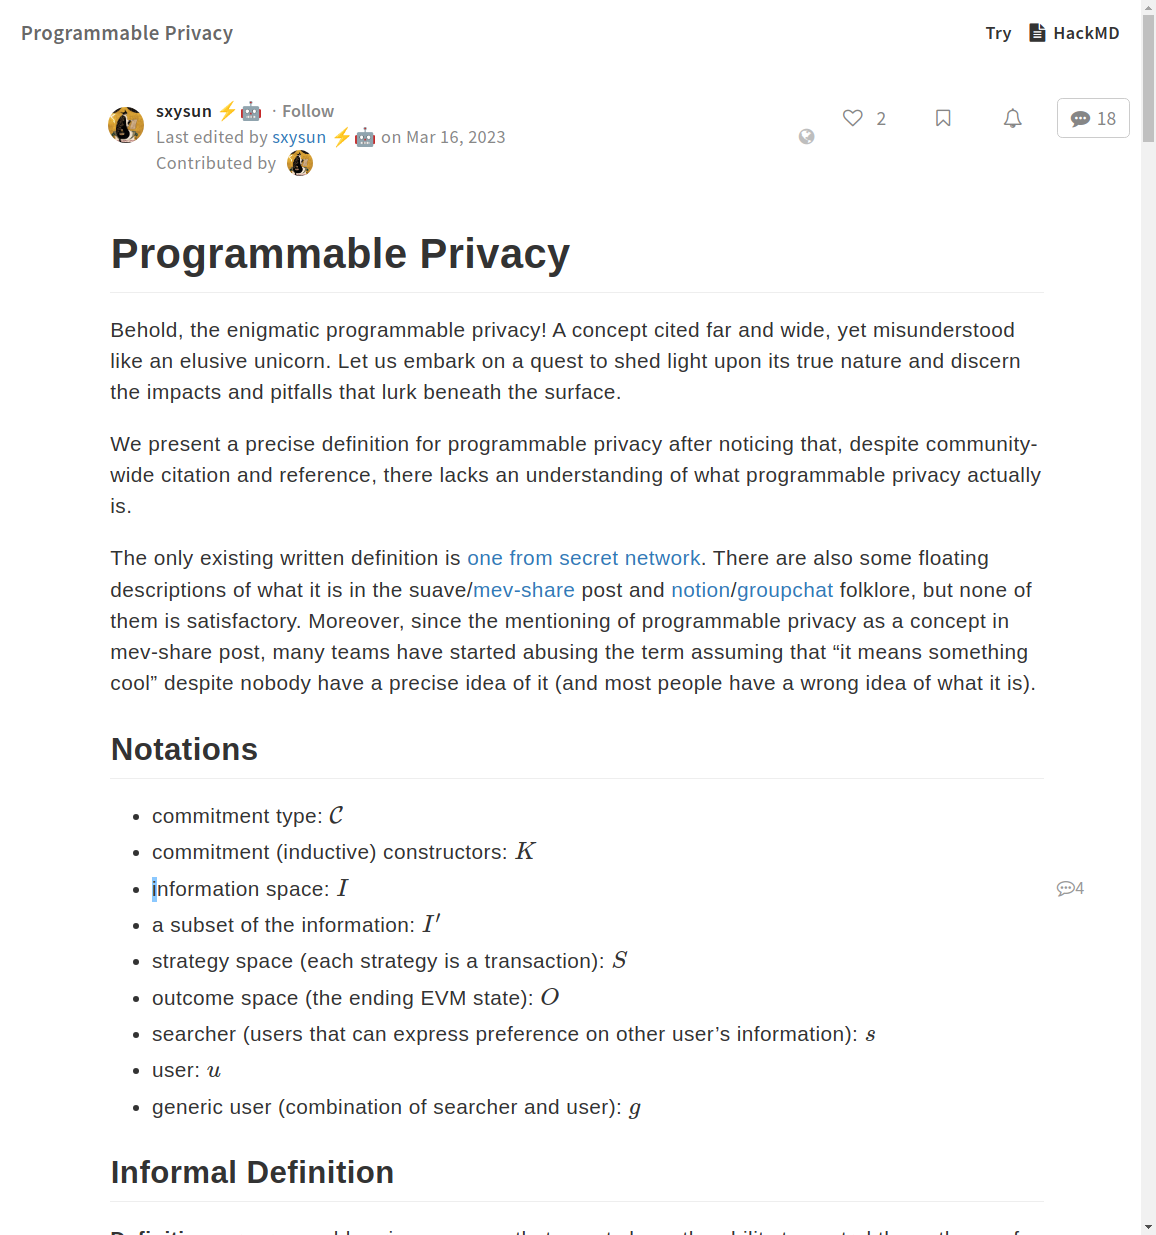 Programmable Privacy
Try HackMD
sxysun ⚡🤖 · Follow
Last edited by sxysun ⚡🤖 on Mar 16, 2023
Contributed by
2
18
Programmable Privacy
Behold, the enigmatic programmable privacy! A concept cited far and wide, yet misunderstood
like an elusive unicorn. Let us embark on a quest to shed light upon its true nature and discern
the impacts and pitfalls that lurk beneath the surface.
We present a precise definition for programmable privacy after noticing that, despite community-
wide citation and reference, there lacks an understanding of what programmable privacy actually
is.
The only existing written definition is one from secret network. There are also some floating
descriptions of what it is in the suave/mev-share post and notion/groupchat folklore, but none of
them is satisfactory. Moreover, since the mentioning of programmable privacy as a concept in
mev-share post, many teams have started abusing the term assuming that “it means something
cool” despite nobody have a precise idea of it (and most people have a wrong idea of what it is).
Notations
• commitment type: 𝒞
• commitment (inductive) constructors: K
• information space: I
4
• a subset of the information: I′
• strategy space (each strategy is a transaction): S
• outcome space (the ending EVM state): O
• searcher (users that can express preference on other user’s information): s
• user: u
• generic user (combination of searcher and user): g
Informal Definition